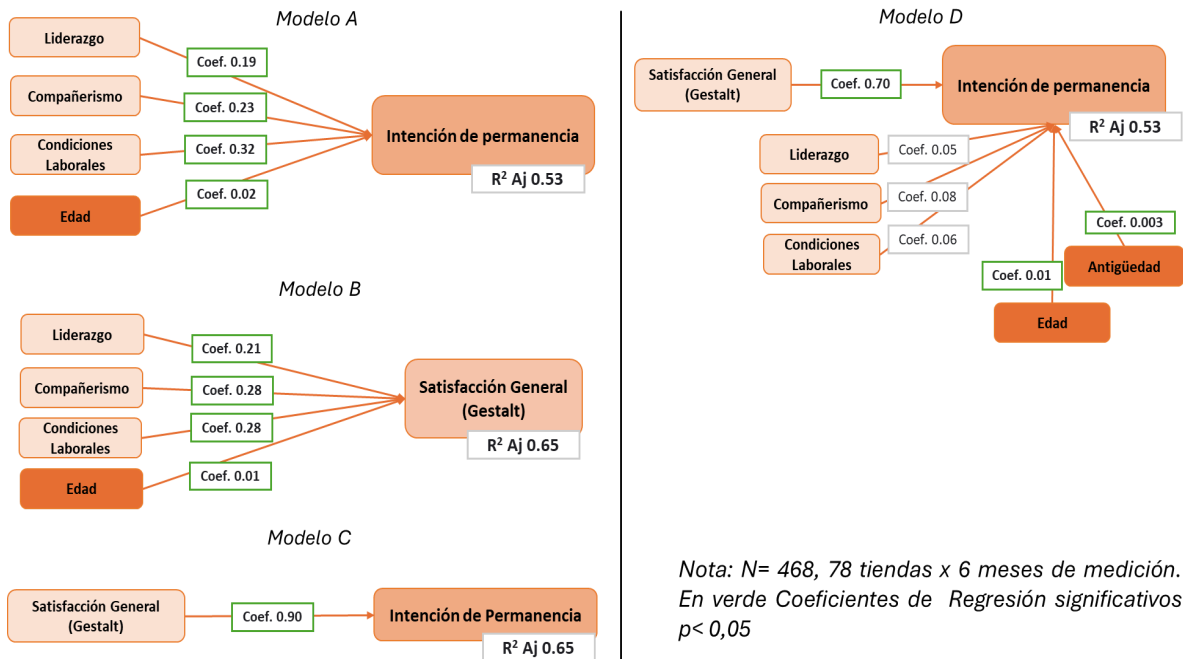 Modelo A
Liderazgo
Coef. 0.19
Compañerismo
Coef. 0.23
Condiciones
Laborales
Coef. 0.32
Edad
Coef. 0.02
Intención de permanencia
R² Aj 0.53
Modelo B
Liderazgo
Coef. 0.21
Compañerismo
Coef. 0.28
Condiciones
Laborales
Coef. 0.28
Edad
Coef. 0.01
Satisfacción General
(Gestalt)
R² Aj 0.65
Modelo C
Satisfacción General
(Gestalt)
Coef. 0.90
Intención de Permanencia
R² Aj 0.65
Modelo D
Satisfacción General
(Gestalt)
Coef. 0.70
Intención de permanencia
R² Aj 0.53
Liderazgo
Coef. 0.05
Compañerismo
Coef. 0.08
Condiciones
Laborales
Coef. 0.06
Coef. 0.003
Antigüedad
Coef. 0.01
Edad
Nota: N= 468, 78 tiendas x 6 meses de medición.
En verde Coeficientes de Regresión significativos
p< 0,05